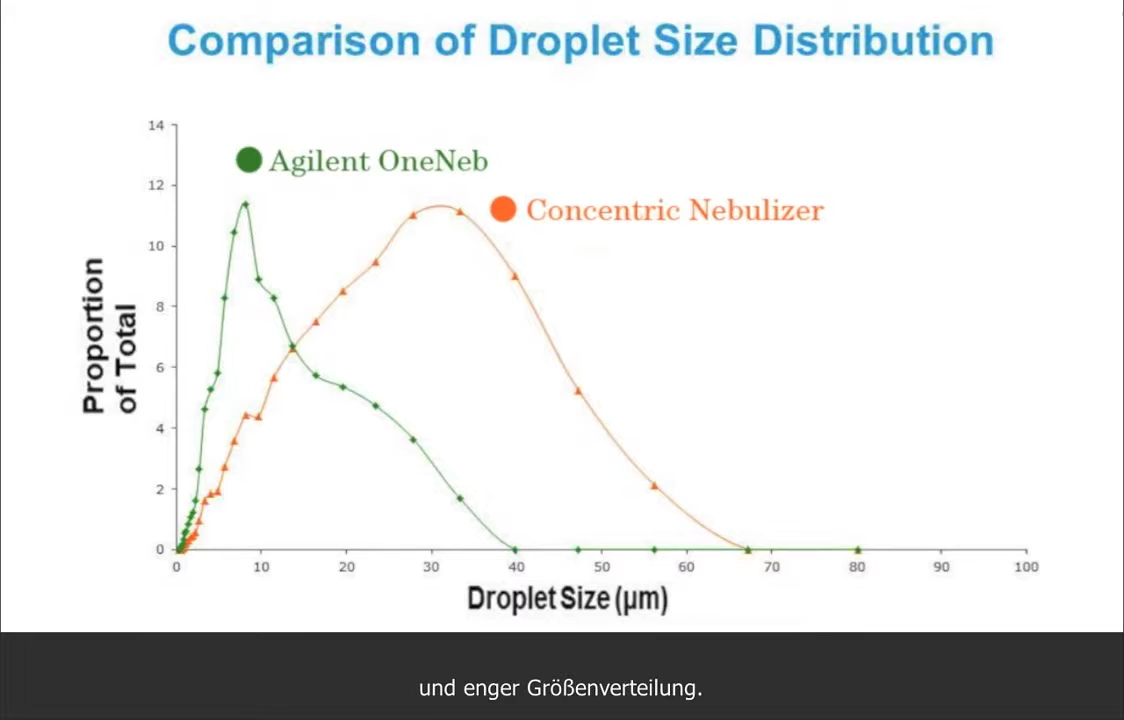 Comparison of Droplet Size Distribution
14
Agilent OneNeb
12
Concentric Nebulizer
10
8
6
4
2
0
Proportion
of Total
0 10 20 30 40 50 60 70 80 90 100
Droplet Size (µm)
und enger Größenverteilung.